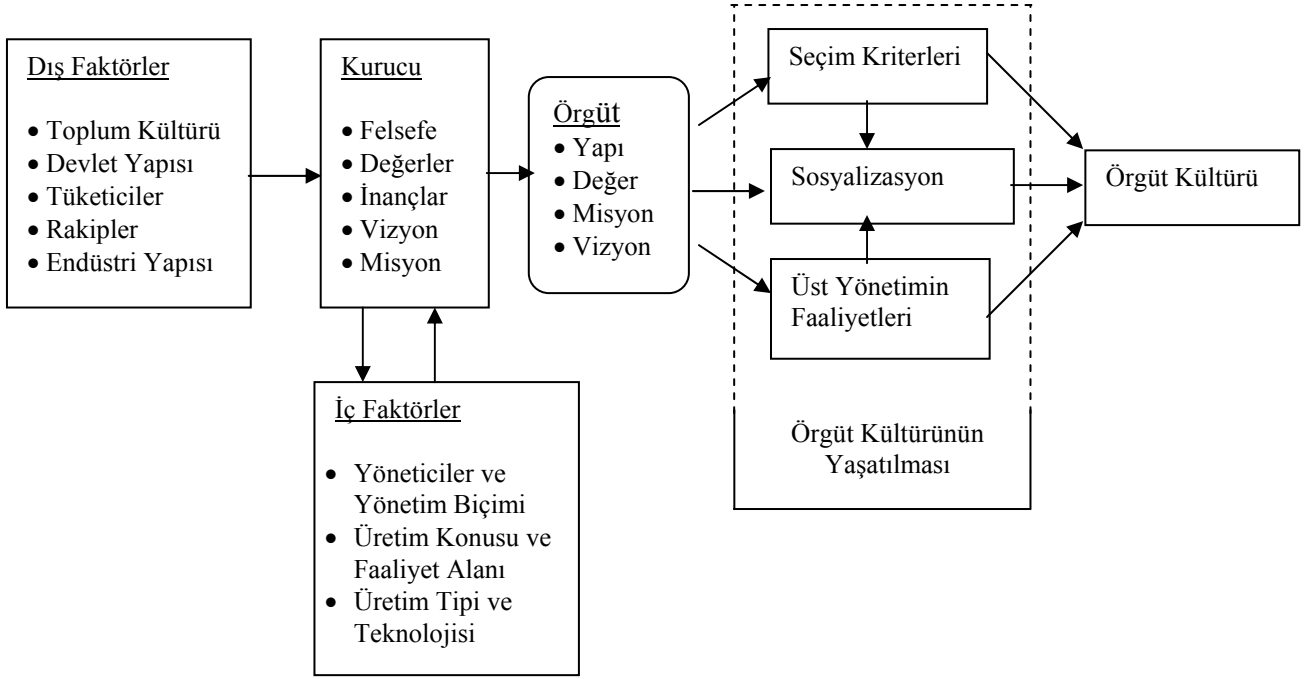 Dış Faktörler
• Toplum Kültürü
• Devlet Yapısı
• Tüketiciler
• Rakipler
• Endüstri Yapısı
Kurucu
• Felsefe
• Değerler
• İnançlar
• Vizyon
• Misyon
İç Faktörler
• Yöneticiler ve
Yönetim Biçimi
• Üretim Konusu ve
Faaliyet Alanı
• Üretim Tipi ve
Teknolojisi
Örgüt
• Yapı
• Değer
• Misyon
• Vizyon
Seçim Kriterleri
Sosyalizasyon
Üst Yönetimin
Faaliyetleri
Örgüt Kültürünün
Yaşatılması
Örgüt Kültürü